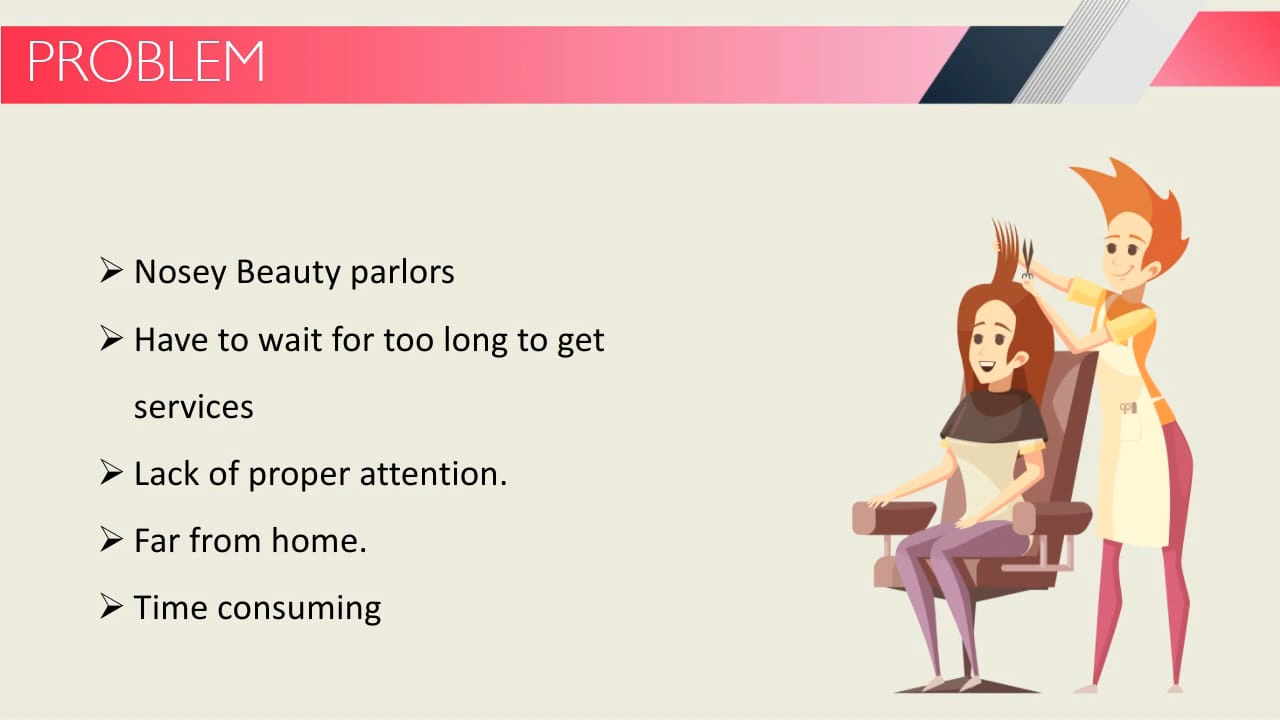 PROBLEM
Nosey Beauty parlors
Have to wait for too long to get
services
Lack of proper attention.
Far from home.
Time consuming